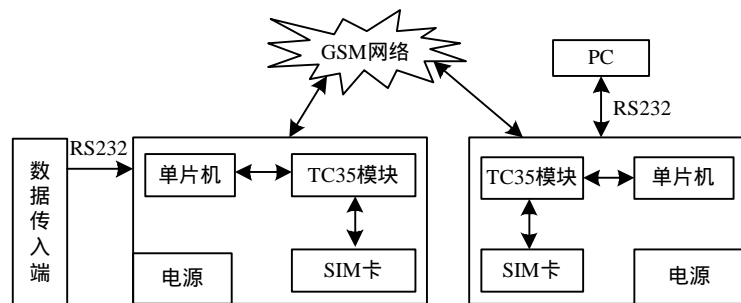 GSM网络
PC
RS232
RS232
数据传入端
单片机
TC35模块
TC35模块
单片机
电源
SIM卡
SIM卡
电源